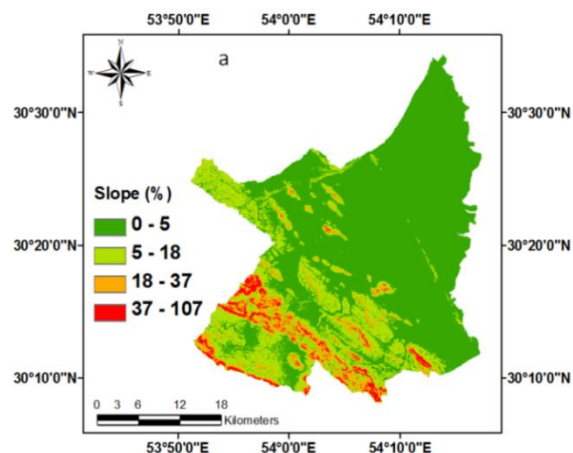 53°50'0"E 54°0'0"E 54°10'0"E
a
N
W E
S
30°30'0"N 30°30'0"N
Slope (%)
0 - 5
30°20'0"N 30°20'0"N
5 - 18
18 - 37
37 - 107
30°10'0"N 30°10'0"N
0 3 6 12 18
Kilometers
53°50'0"E 54°0'0"E 54°10'0"E